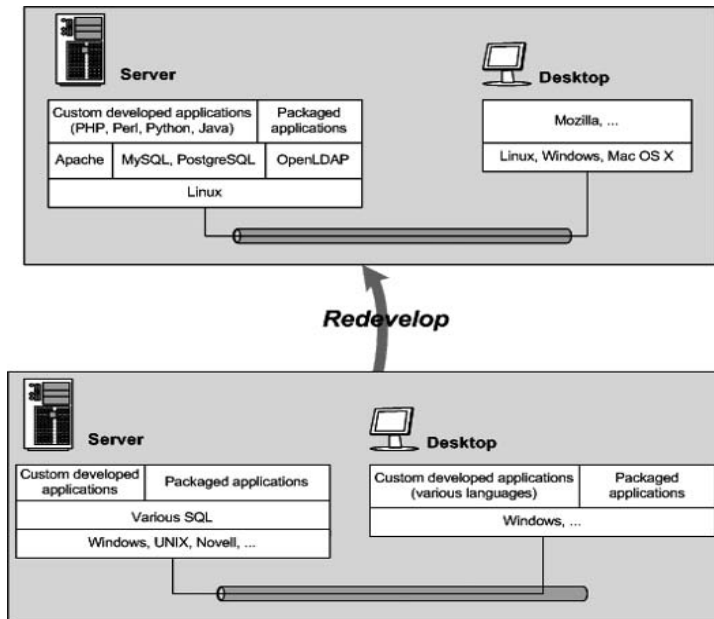 Server
Desktop
Custom developed applications
(PHP, Perl, Python, Java)
Packaged
applications
Mozilla, ...
Apache
MySQL, PostgreSQL
OpenLDAP
Linux, Windows, Mac OS X
Linux
Redevelop
Server
Desktop
Custom developed
applications
Packaged applications
Custom developed applications
(various languages)
Packaged
applications
Various SQL
Windows, ...
Windows, UNIX, Novell, ...